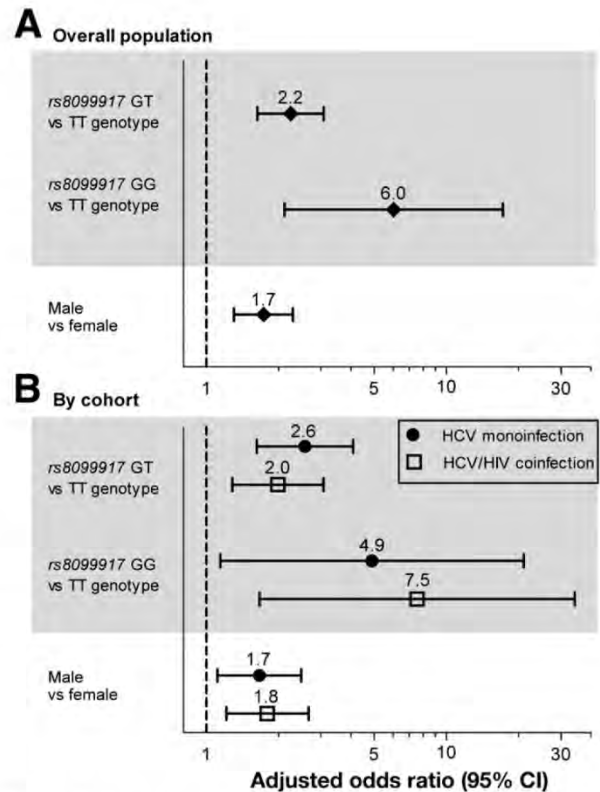 A Overall population
2.2
rs8099917 GT
vs TT genotype
6.0
rs8099917 GG
vs TT genotype
1.7
Male
vs female
1 5 10 30
B By cohort
HCV monoinfection
HCV/HIV coinfection
2.6
rs8099917 GT
vs TT genotype
2.0
4.9
rs8099917 GG
vs TT genotype
7.5
1.7
Male
vs female
1.8
1 5 10 30
Adjusted odds ratio (95% CI)